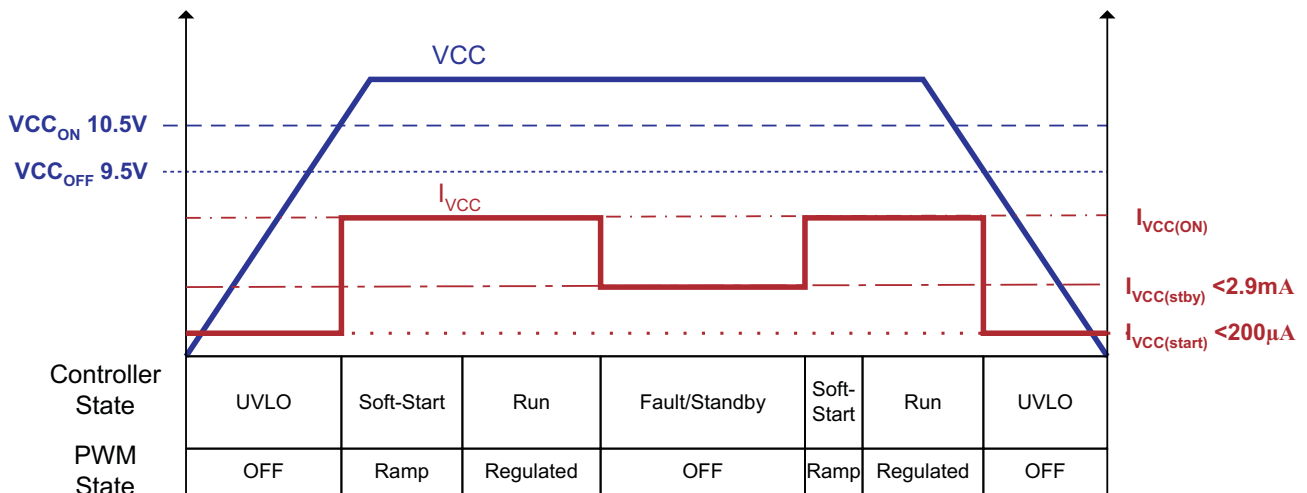 VCC
VCC_ON 10.5V
VCC_OFF 9.5V
I_VCC
I_VCC(ON)
I_VCC(stby) <2.9mA
I_VCC(start) <200µA
Controller
State
UVLO
Soft-Start
Run
Fault/Standby
Soft-
Start
Run
UVLO
PWM
State
OFF
Ramp
Regulated
OFF
Ramp
Regulated
OFF